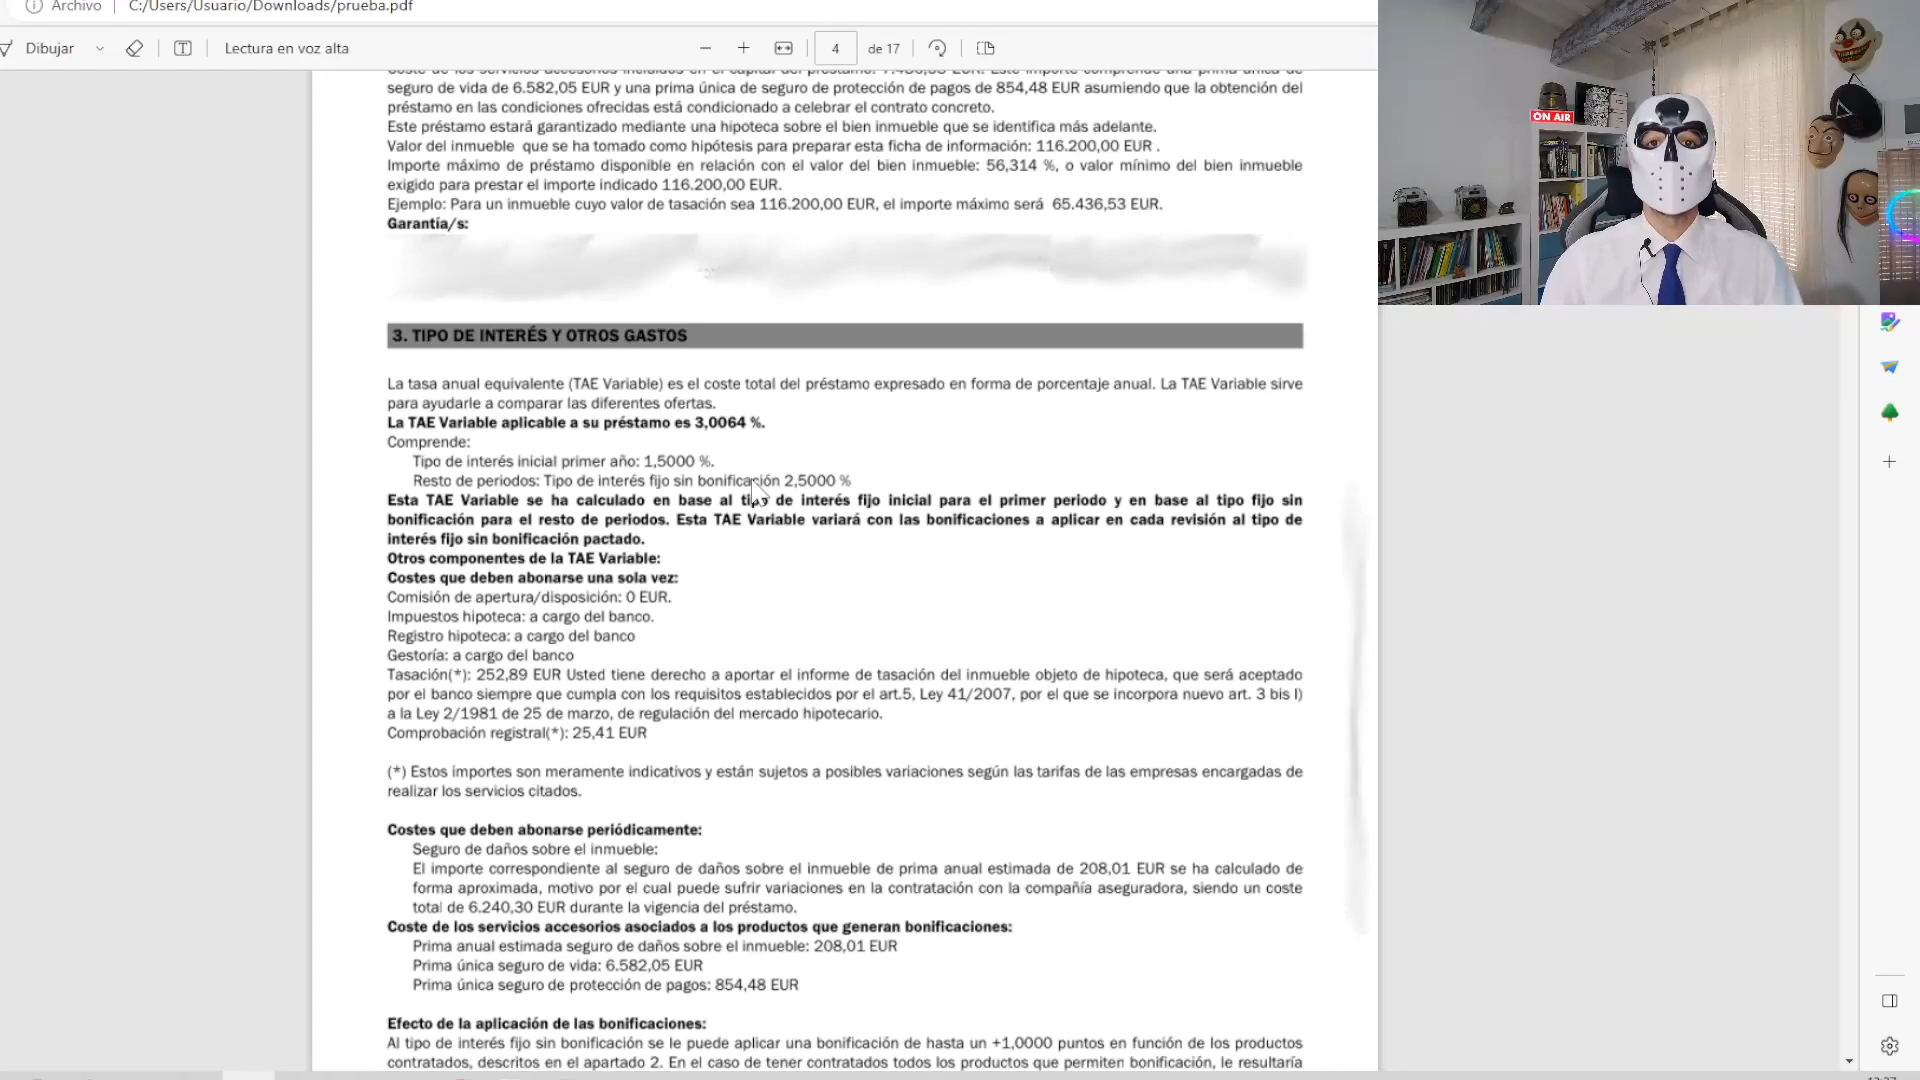 Archivo
C:/Users/Usuario/Downloads/prueba.pdf
Dibujar
Lectura en voz alta
4
de 17
ON AIR
Coste de los servicios accesorios incluidos en el capital del préstamo: 7.436,53 EUR. Este importe comprende una prima única de
seguro de vida de 6.582,05 EUR y una prima única de seguro de protección de pagos de 854,48 EUR asumiendo que la obtención del
préstamo en las condiciones ofrecidas está condicionado a celebrar el contrato concreto.
Este préstamo estará garantizado mediante una hipoteca sobre el bien inmueble que se identifica más adelante.
Valor del inmueble que se ha tomado como hipótesis para preparar esta ficha de información: 116.200,00 EUR .
Importe máximo de préstamo disponible en relación con el valor del bien inmueble: 56,314 %, o valor mínimo del bien inmueble
exigido para prestar el importe indicado 116.200,00 EUR.
Ejemplo: Para un inmueble cuyo valor de tasación sea 116.200,00 EUR, el importe máximo será 65.436,53 EUR.
Garantía/s:
3. TIPO DE INTERÉS Y OTROS GASTOS
La tasa anual equivalente (TAE Variable) es el coste total del préstamo expresado en forma de porcentaje anual. La TAE Variable sirve
para ayudarle a comparar las diferentes ofertas.
La TAE Variable aplicable a su préstamo es 3,0064 %.
Comprende:
Tipo de interés inicial primer año: 1,5000 %.
Resto de periodos: Tipo de interés fijo sin bonificación 2,5000 %
Esta TAE Variable se ha calculado en base al tipo de interés fijo inicial para el primer periodo y en base al tipo fijo sin
bonificación para el resto de periodos. Esta TAE Variable variará con las bonificaciones a aplicar en cada revisión al tipo de
interés fijo sin bonificación pactado.
Otros componentes de la TAE Variable:
Costes que deben abonarse una sola vez:
Comisión de apertura/disposición: 0 EUR.
Impuestos hipoteca: a cargo del banco.
Registro hipoteca: a cargo del banco
Gestoría: a cargo del banco
Tasación(*): 252,89 EUR Usted tiene derecho a aportar el informe de tasación del inmueble objeto de hipoteca, que será aceptado
por el banco siempre que cumpla con los requisitos establecidos por el art.5, Ley 41/2007, por el que se incorpora nuevo art. 3 bis I)
a la Ley 2/1981 de 25 de marzo, de regulación del mercado hipotecario.
Comprobación registral(*): 25,41 EUR
(*) Estos importes son meramente indicativos y están sujetos a posibles variaciones según las tarifas de las empresas encargadas de
realizar los servicios citados.
Costes que deben abonarse periódicamente:
Seguro de daños sobre el inmueble:
El importe correspondiente al seguro de daños sobre el inmueble de prima anual estimada de 208,01 EUR se ha calculado de
forma aproximada, motivo por el cual puede sufrir variaciones en la contratación con la compañía aseguradora, siendo un coste
total de 6.240,30 EUR durante la vigencia del préstamo.
Coste de los servicios accesorios asociados a los productos que generan bonificaciones:
Prima anual estimada seguro de daños sobre el inmueble: 208,01 EUR
Prima única seguro de vida: 6.582,05 EUR
Prima única seguro de protección de pagos: 854,48 EUR
Efecto de la aplicación de las bonificaciones:
Al tipo de interés fijo sin bonificación se le puede aplicar una bonificación de hasta un +1,0000 puntos en función de los productos
contratados, descritos en el apartado 2. En el caso de tener contratados todos los productos que permiten bonificación, le resultaría